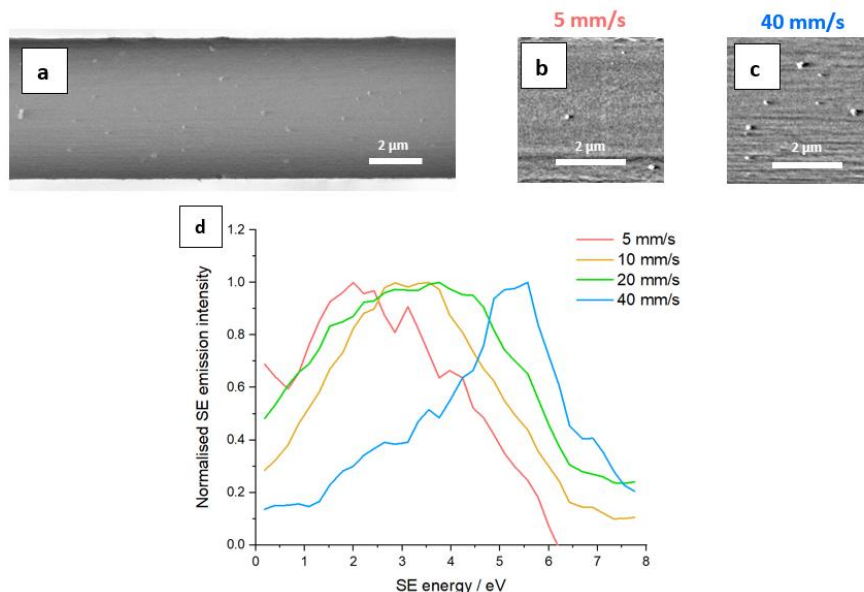 5 mm/s
40 mm/s
a
b
c
2 μm
2 μm
2 μm
d
1.2
1.0
0.8
0.6
0.4
0.2
0.0
Normalised SE emission intensity
5 mm/s
10 mm/s
20 mm/s
40 mm/s
0 1 2 3 4 5 6 7 8
SE energy / eV